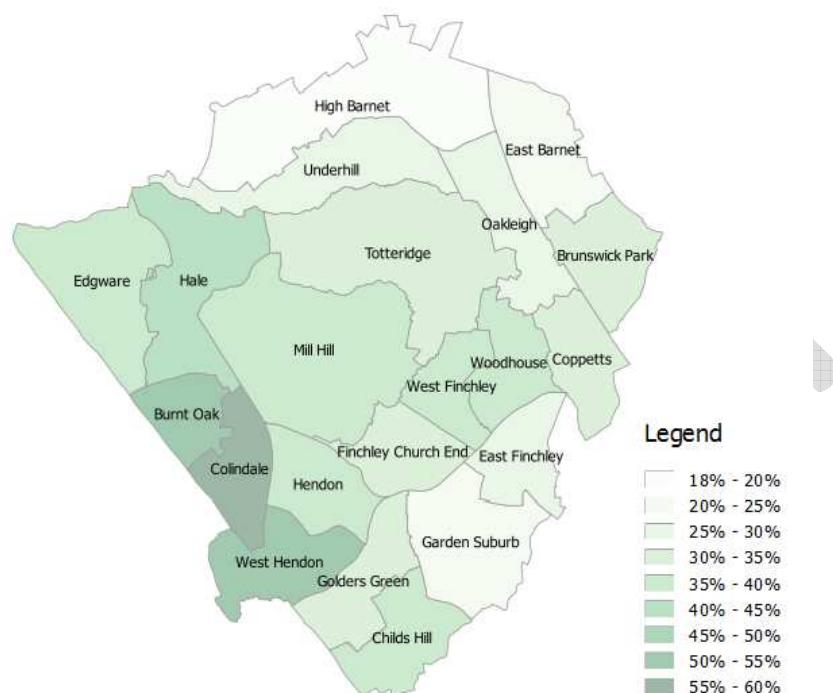 High Barnet
East Barnet
Underhill
Oakleigh
Totteridge
Brunswick Park
Edgware
Hale
Mill Hill
Woodhouse
Coppetts
West Finchley
Burnt Oak
Finchley Church End
East Finchley
Colindale
Hendon
Garden Suburb
West Hendon
Golders Green
Childs Hill
Legend
18% - 20%
20% - 25%
25% - 30%
30% - 35%
35% - 40%
40% - 45%
45% - 50%
50% - 55%
55% - 60%